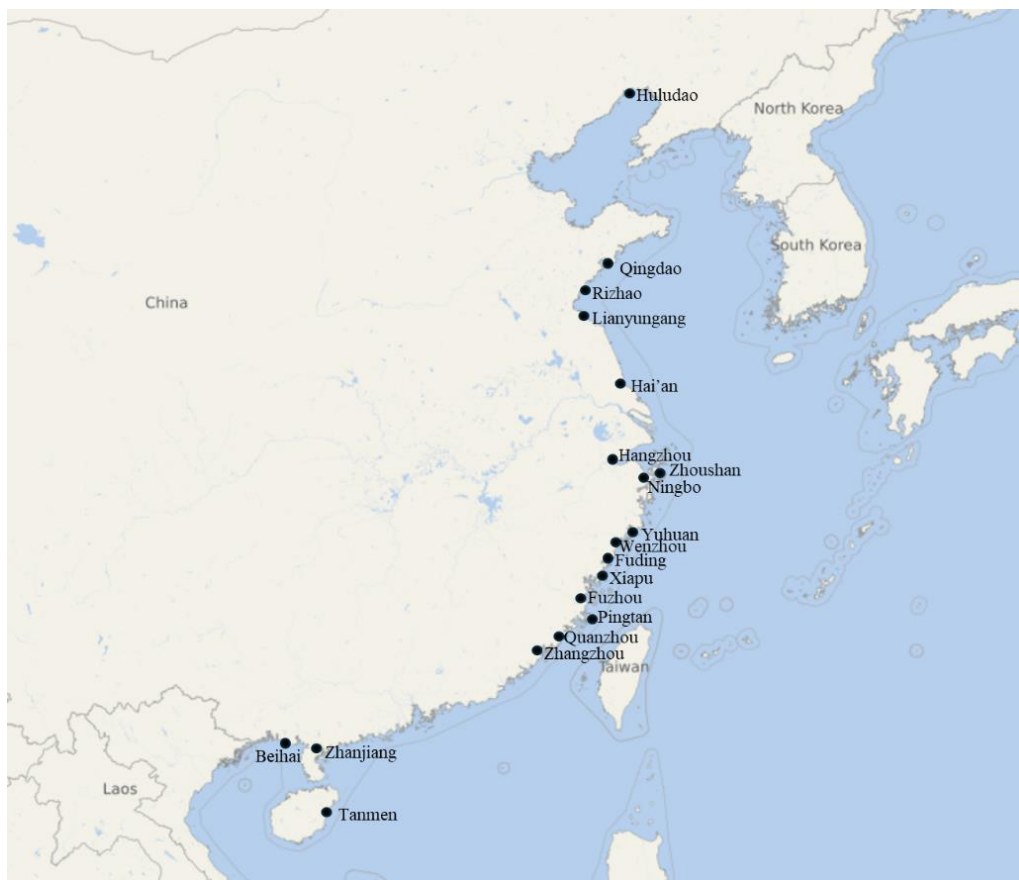 Huludao
North Korea
South Korea
Qingdao
Rizhao
China
Lianyungang
Hai’an
Hangzhou
Zhoushan
Ningbo
Yuhuan
Wenzhou
Fuding
Xiapu
Fuzhou
Pingtan
Quanzhou
Zhangzhou
Taiwan
Beihai
Zhanjiang
Laos
Tanmen